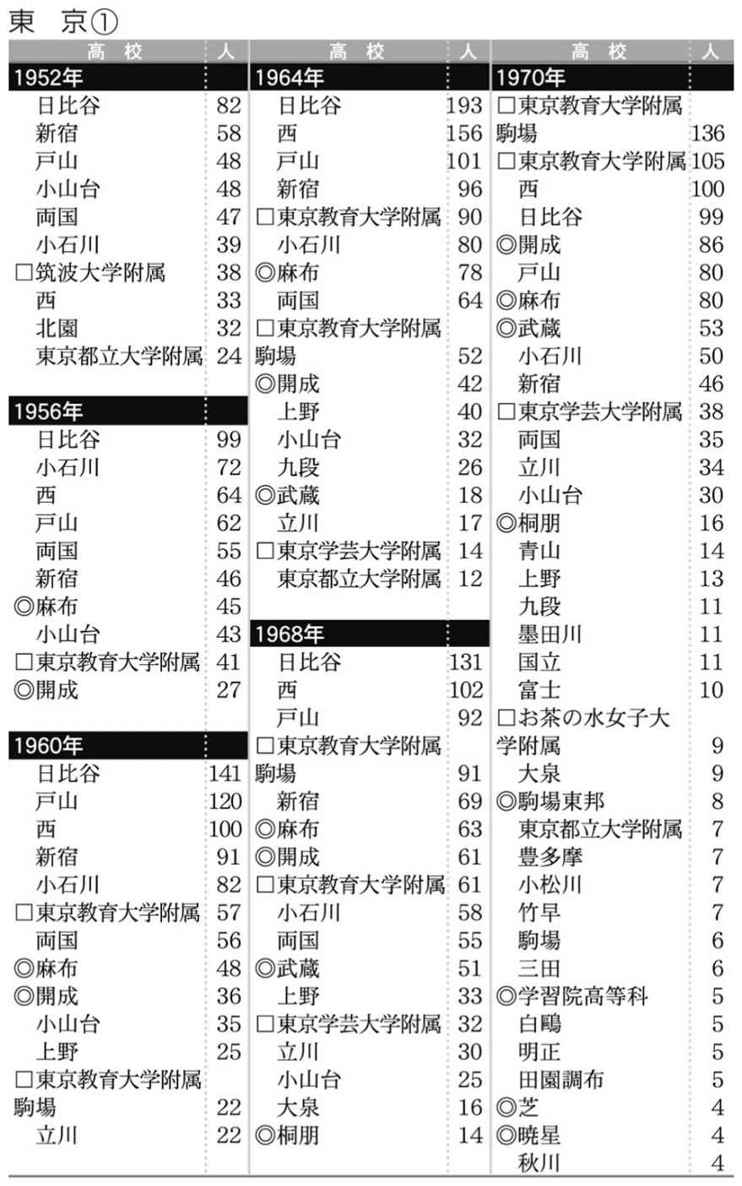 東 京①
高 校 人
1952年
日比谷 82
新宿 58
戸山 48
小山台 48
両国 47
小石川 39
□筑波大学附属 38
西 33
北園 32
東京都立大学附属 24
1956年
日比谷 99
小石川 72
西 64
戸山 62
両国 55
新宿 46
◎麻布 45
小山台 43
□東京教育大学附属 41
◎開成 27
1960年
日比谷 141
戸山 120
西 100
新宿 91
小石川 82
□東京教育大学附属 57
両国 56
◎麻布 48
◎開成 36
小山台 35
上野 25
□東京教育大学附属
駒場 22
立川 22
高 校 人
1964年
日比谷 193
西 156
戸山 101
新宿 96
□東京教育大学附属 90
小石川 80
◎麻布 78
両国 64
□東京教育大学附属
駒場 52
◎開成 42
上野 40
小山台 32
九段 26
◎武蔵 18
立川 17
□東京学芸大学附属 14
東京都立大学附属 12
1968年
日比谷 131
西 102
戸山 92
□東京教育大学附属
駒場 91
新宿 69
◎麻布 63
◎開成 61
□東京教育大学附属 61
小石川 58
両国 55
◎武蔵 51
上野 33
□東京学芸大学附属 32
立川 30
小山台 25
大泉 16
◎桐朋 14
高 校 人
1970年
□東京教育大学附属
駒場 136
□東京教育大学附属 105
西 100
日比谷 99
◎開成 86
戸山 80
◎麻布 80
◎武蔵 53
小石川 50
新宿 46
□東京学芸大学附属 38
両国 35
立川 34
小山台 30
◎桐朋 16
青山 14
上野 13
九段 11
墨田川 11
国立 11
富士 10
□お茶の水女子大
学附属 9
大泉 9
◎駒場東邦 8
東京都立大学附属 7
豊多摩 7
小松川 7
竹早 7
駒場 6
三田 6
◎学習院高等科 5
白鷗 5
明正 5
田園調布 5
◎芝 4
◎暁星 4
秋川 4